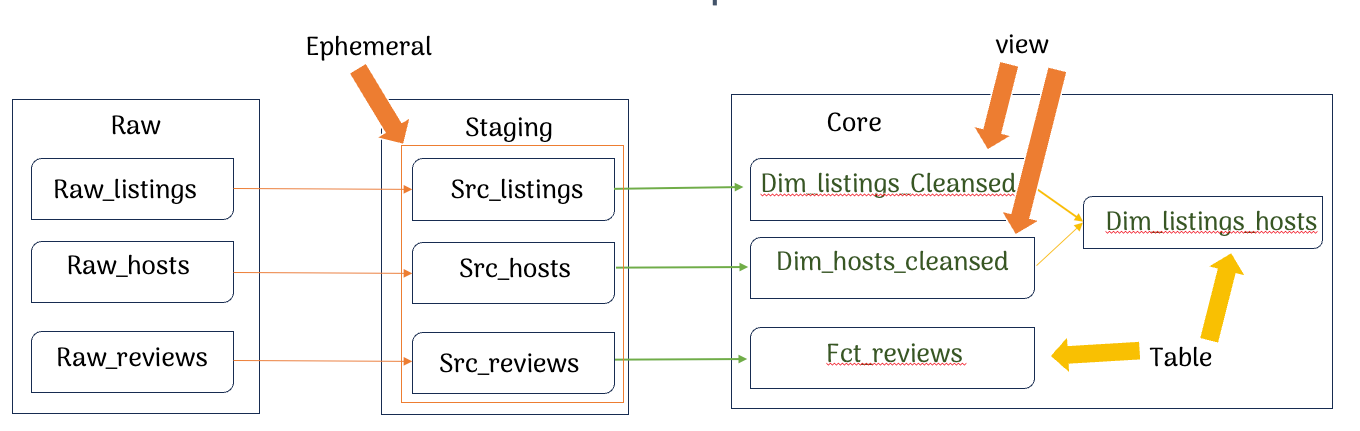 Ephemeral
view
Raw
Staging
Core
Raw_listings
Src_listings
Dim_listings_Cleansed
Dim_listings_hosts
Raw_hosts
Src_hosts
Dim_hosts_cleansed
Raw_reviews
Src_reviews
Fct_reviews
Table